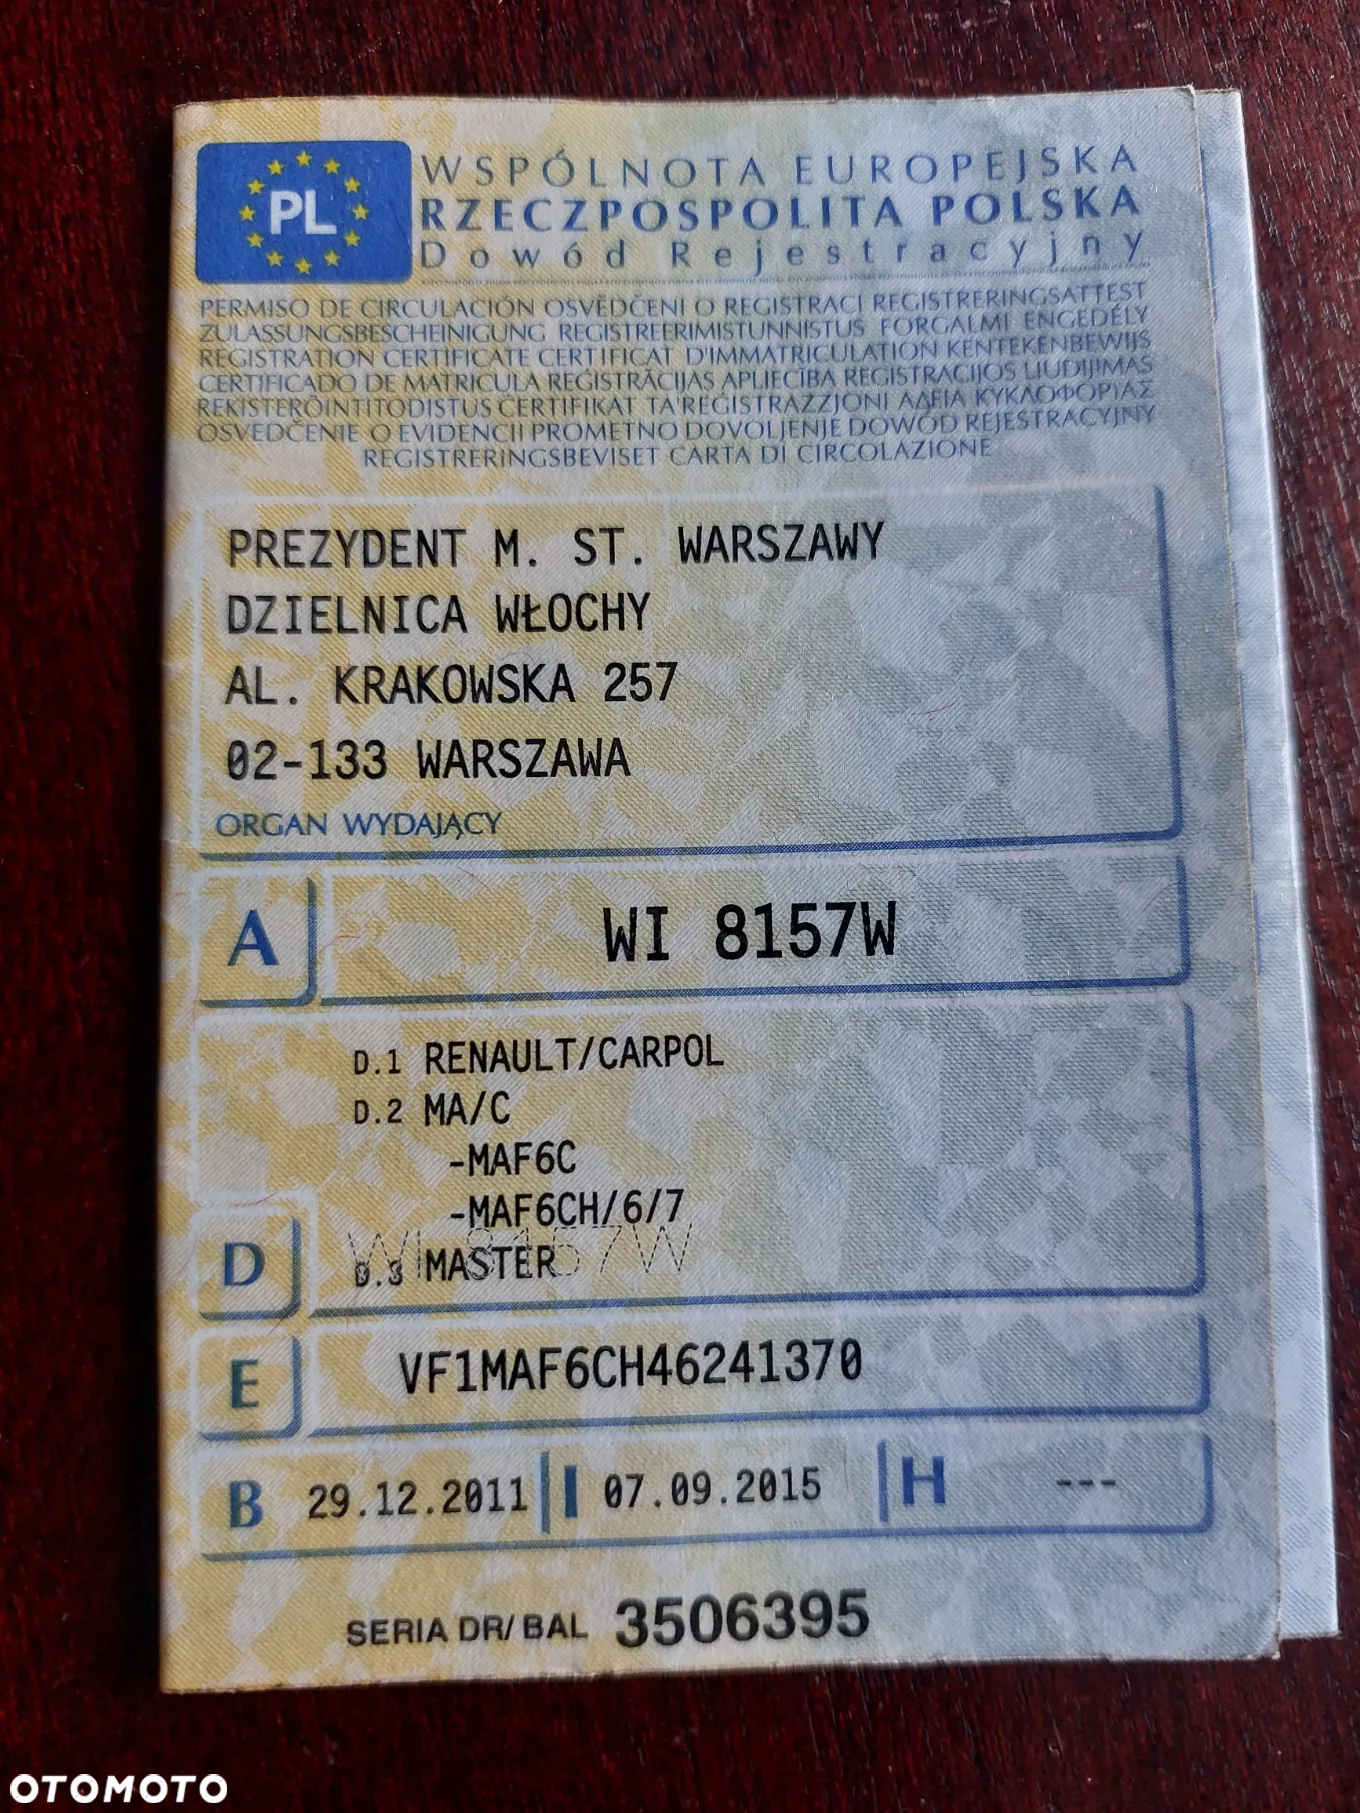 PL
WSPÓLNOTA EUROPEJSKA
RZECZPOSPOLITA POLSKA
Dowód Rejestracyjny
PERMISO DE CIRCULACIÓN OSVĚDČENI O REGISTRACI REGISTRERINGSATTEST
ZULASSUNGSBESCHEINIGUNG REGISTREERIMISTUNNISTUS FORGALMI ENGEDÉLY
REGISTRATION CERTIFICATE CERTIFICAT D'IMMATRICULATION KENTEKENBEWIJS
CERTIFICADO DE MATRICULA REĢISTRĀCIJAS APLIECĪBA REGISTRACIJOS LIUDIJIMAS
REKISTERÖINTITODISTUS ĊERTIFIKAT TA'REĠISTRAZZJONI ΑΔΕΙΑ ΚΥΚΛΟΦΟΡΙΑΣ
OSVEDČENIE O EVIDENCII PROMETNO DOVOLJENJE DOWÓD REJESTRACYJNY
REGISTRERINGSBEVISET CARTA DI CIRCOLAZIONE
PREZYDENT M. ST. WARSZAWY
DZIELNICA WŁOCHY
AL. KRAKOWSKA 257
02-133 WARSZAWA
ORGAN WYDAJĄCY
A WI 8157W
D.1 RENAULT/CARPOL
D.2 MA/C
-MAF6C
-MAF6CH/6/7
WI 8157W
D D.3 MASTER
E VF1MAF6CH46241370
B 29.12.2011 I 07.09.2015 H ---
SERIA DR/BAL 3506395
OTOMOTO